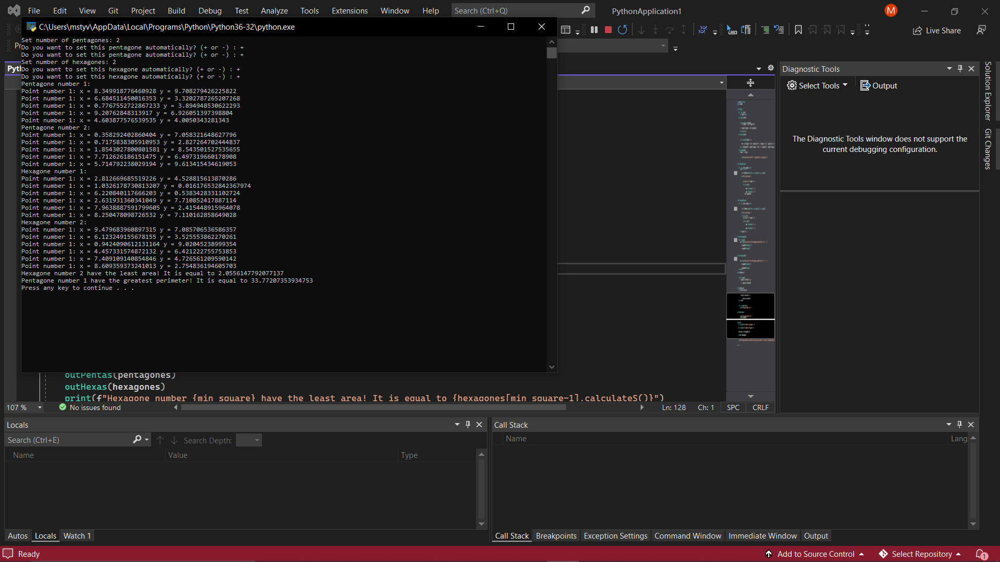 File Edit View Git Project Build Debug Test Analyze Tools Extensions Window Help Search (Ctrl+Q) PythonApplication1 M
C:\Users\mstyv\AppData\Local\Programs\Python\Python36-32\python.exe
Live Share
Set number of pentagones: 2
Do you want to set this pentagone automatically? (+ or -) : +
Do you want to set this pentagone automatically? (+ or -) : +
Set number of hexagones: 2
Do you want to set this hexagone automatically? (+ or -) : +
Do you want to set this hexagone automatically? (+ or -) : +
Pentagone number 1:
Point number 1: x = 8.349918776460928 y = 9.708279426225822
Point number 1: x = 6.684511450016353 y = 3.3202787265207268
Point number 1: x = 0.7767552722867233 y = 3.894948530622293
Point number 1: x = 9.20762848313917 y = 6.926051397398804
Point number 1: x = 4.603877576539535 y = 4.0050343281343
Pentagone number 2:
Point number 1: x = 0.358292402860404 y = 7.058321648627796
Point number 1: x = 0.7175838305910953 y = 2.827264702444837
Point number 1: x = 1.8543027800801581 y = 8.543501527535655
Point number 1: x = 7.712626186151475 y = 6.497319660178908
Point number 1: x = 5.714792238029194 y = 9.613415434619053
Hexagone number 1:
Point number 1: x = 2.812669685519226 y = 4.528815613870286
Point number 1: x = 1.0326178730813207 y = 0.016176532842367974
Point number 1: x = 6.220840117666203 y = 0.5383428331102724
Point number 1: x = 2.631931360341049 y = 7.710852417887114
Point number 1: x = 7.9638887591799605 y = 2.415448915964078
Point number 1: x = 8.250478098726532 y = 7.110162858649028
Hexagone number 2:
Point number 1: x = 9.479683960897315 y = 7.085706536586357
Point number 1: x = 6.123249155678155 y = 3.525553862270261
Point number 1: x = 0.9424090612131164 y = 9.02045238999354
Point number 1: x = 4.457331574872132 y = 6.421222755753853
Point number 1: x = 7.409109140854846 y = 4.726561209590142
Point number 1: x = 8.609359373241013 y = 2.754836194605703
Hexagone number 2 have the least area! It is equal to 2.0556147792077137
Pentagone number 1 have the greatest perimeter! It is equal to 33.77207353934753
Press any key to continue . . .
Pr
Pyth
Diagnostic Tools
Select Tools Output
The Diagnostic Tools window does not support the
current debugging configuration.
Solution Explorer
Git Changes
outPentas(pentagones)
outHexas(hexagones)
print(f"Hexagone number {min_square} have the least area! It is equal to {hexagones[min_square-1].calculateS()}")
107 % No issues found Ln: 128 Ch: 1 SPC CRLF
Locals
Search (Ctrl+E) Search Depth:
Name Value Type
Autos Locals Watch 1
Call Stack
Name Lang
Call Stack Breakpoints Exception Settings Command Window Immediate Window Output
Ready Add to Source Control Select Repository 1